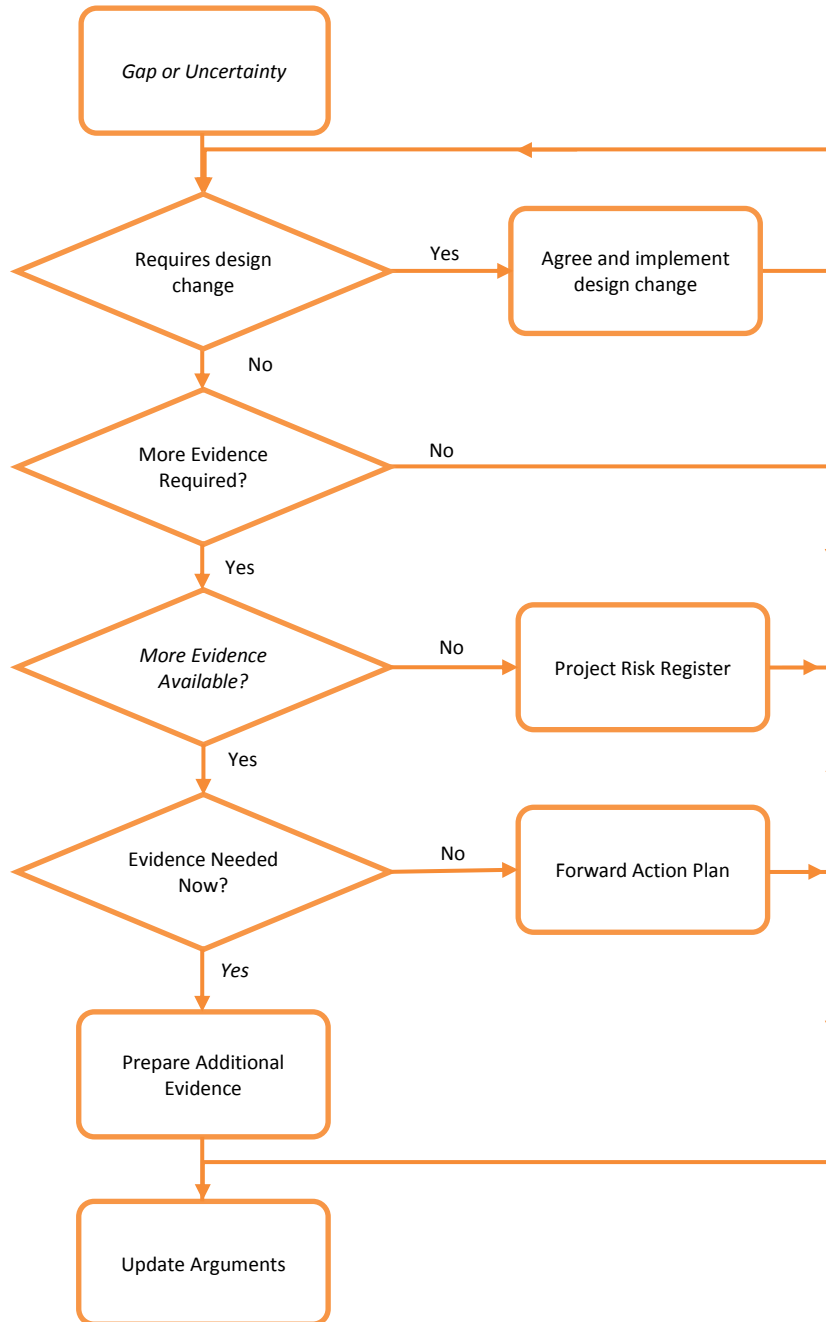 Gap or Uncertainty
Requires design
change
Yes
Agree and implement
design change
No
More Evidence
Required?
No
Yes
More Evidence
Available?
No
Project Risk Register
Yes
Evidence Needed
Now?
No
Forward Action Plan
Yes
Prepare Additional
Evidence
Update Arguments